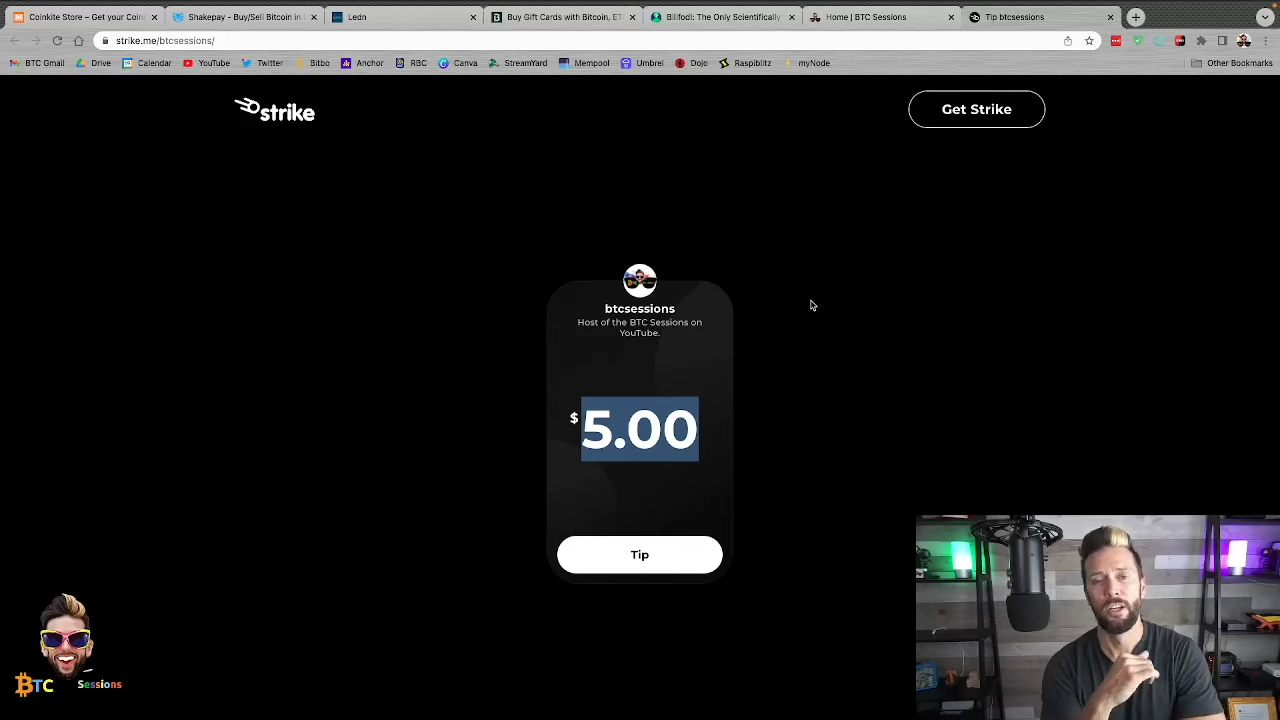 Coinkite Store – Get your Coin
Shakepay - Buy/Sell Bitcoin in
Ledn
Buy Gift Cards with Bitcoin, ET
Bilifodl: The Only Scientifically
Home | BTC Sessions
Tip btcsessions
strike.me/btcsessions/
BTC Gmail
Drive
Calendar
YouTube
Twitter
Bitbo
Anchor
RBC
Canva
StreamYard
Mempool
Umbrel
Dojo
Raspiblitz
myNode
Other Bookmarks
strike
Get Strike
btcsessions
Host of the BTC Sessions on
YouTube.
$5.00
Tip
BTC Sessions